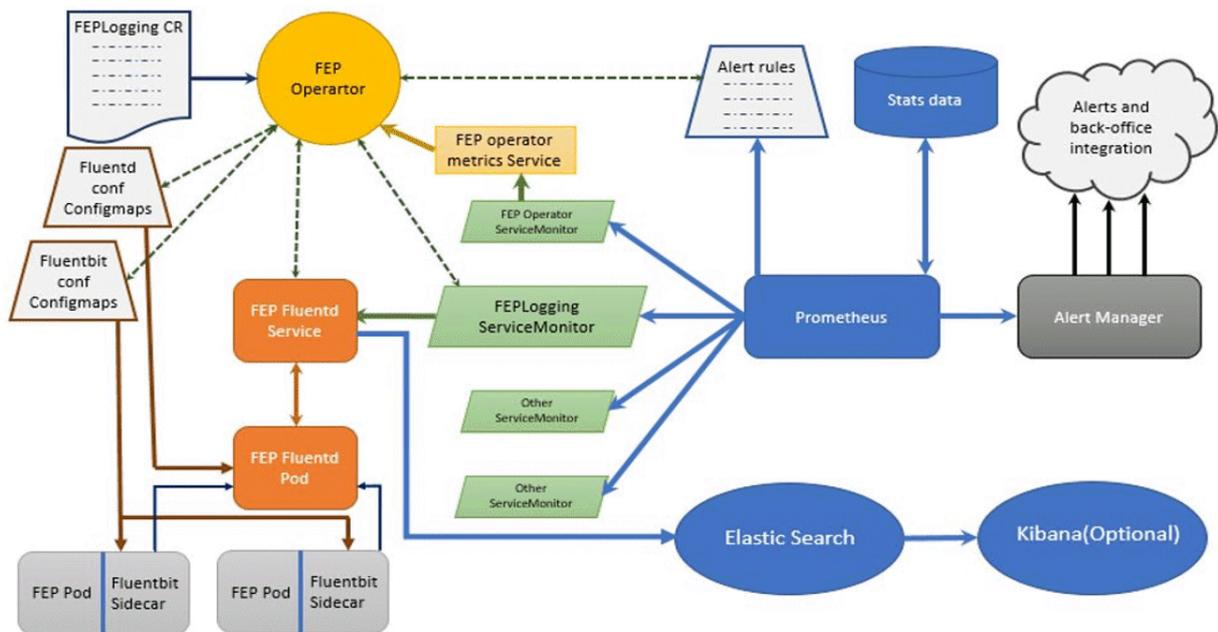 FEPLogging CR
FEP
Operartor
Alert rules
Stats data
Alerts and
back-office
integration
FEP operator
metrics Service
Fluentd
conf
Configmaps
FEP Operator
ServiceMonitor
Fluentbit
conf
Configmaps
FEP Fluentd
Service
FEPLogging
ServiceMonitor
Prometheus
Alert Manager
Other
ServiceMonitor
FEP Fluentd
Pod
Other
ServiceMonitor
Elastic Search
Kibana(Optional)
FEP Pod
Fluentbit
Sidecar
FEP Pod
Fluentbit
Sidecar